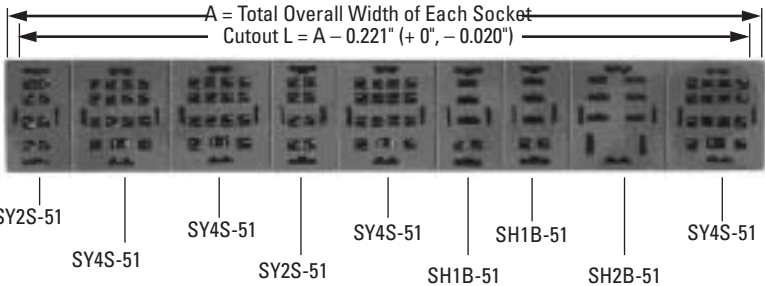 A = Total Overall Width of Each Socket
Cutout L = A – 0.221" (+ 0", – 0.020")
SY2S-51
SY4S-51
SY4S-51
SY2S-51
SY4S-51
SH1B-51
SH1B-51
SH2B-51
SY4S-51